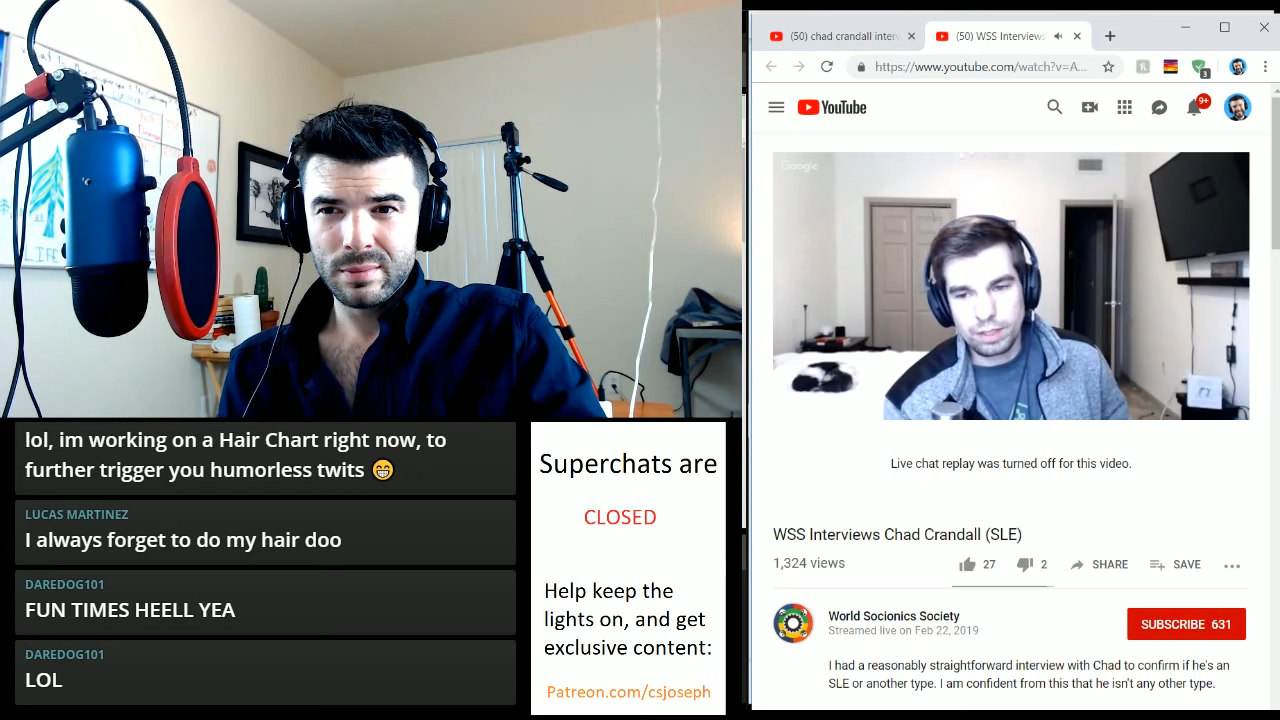 LIFE
lol, im working on a Hair Chart right now, to
further trigger you humorless twits 😁
LUCAS MARTINEZ
I always forget to do my hair doo
DAREDOG101
FUN TIMES HEELL YEA
DAREDOG101
LOL
Superchats are
CLOSED
Help keep the
lights on, and get
exclusive content:
Patreon.com/csjoseph
(50) chad crandall interv
(50) WSS Interviews
https://www.youtube.com/watch?v=A...
3
YouTube
9+
Google
Live chat replay was turned off for this video.
WSS Interviews Chad Crandall (SLE)
1,324 views
27
2
SHARE
SAVE
World Socionics Society
Streamed live on Feb 22, 2019
SUBSCRIBE 631
I had a reasonably straightforward interview with Chad to confirm if he's an
SLE or another type. I am confident from this that he isn't any other type.